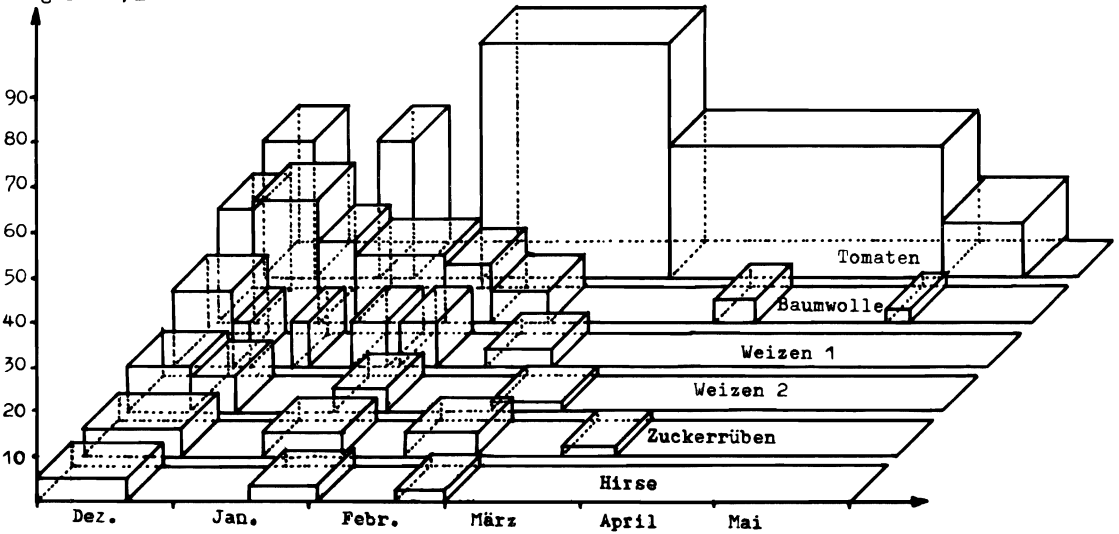 90
80
70
60
50
40
30
20
10
Tomaten
Baumwolle
Weizen 1
Weizen 2
Zuckerrüben
Hirse
Dez. Jan. Febr. März April Mai